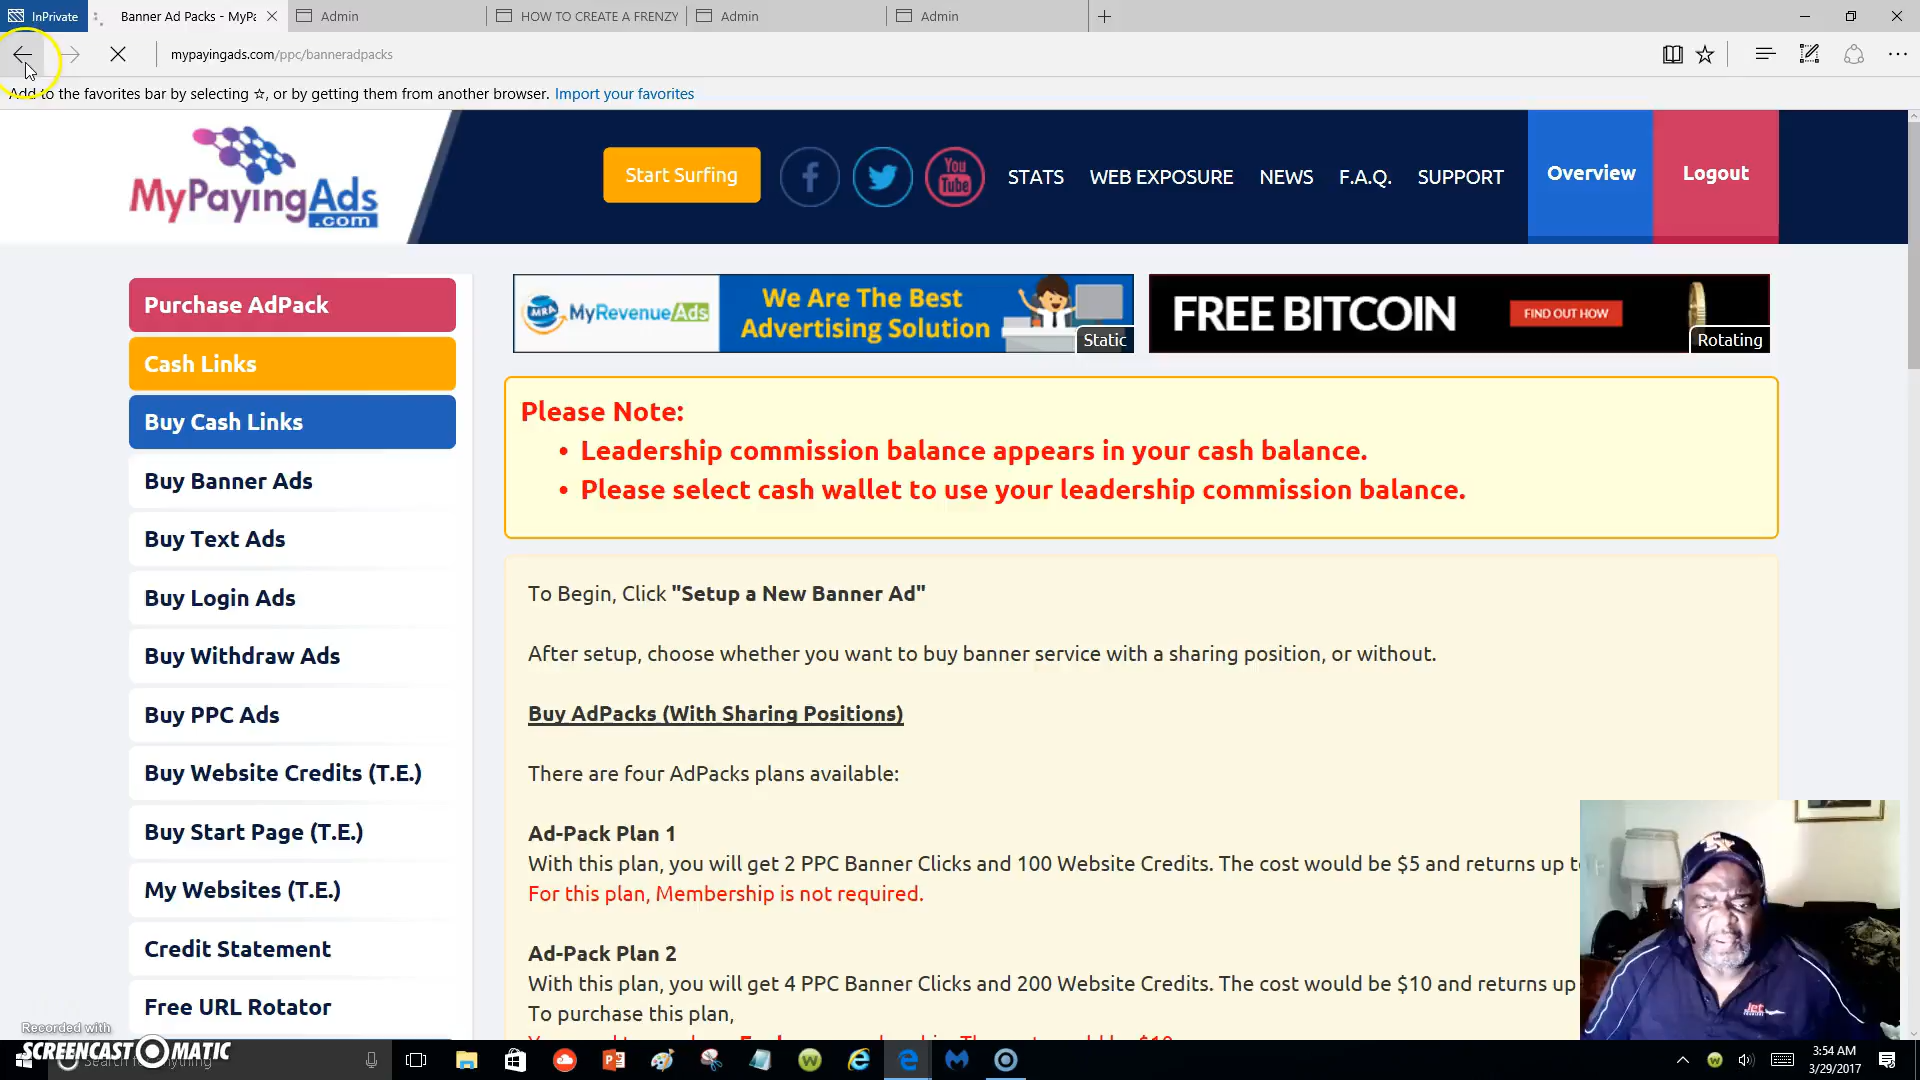 InPrivate
Banner Ad Packs - MyPa
Admin
HOW TO CREATE A FRENZY
Admin
Admin
mypayingads.com/ppc/banneradpacks
Add to the favorites bar by selecting ☆, or by getting them from another browser. Import your favorites
MyPayingAds
.com
Start Surfing
You
Tube
STATS
WEB EXPOSURE
NEWS
F.A.Q.
SUPPORT
Overview
Logout
Purchase AdPack
Cash Links
Buy Cash Links
Buy Banner Ads
Buy Text Ads
Buy Login Ads
Buy Withdraw Ads
Buy PPC Ads
Buy Website Credits (T.E.)
Buy Start Page (T.E.)
My Websites (T.E.)
Credit Statement
Free URL Rotator
MRA
MyRevenueAds
We Are The Best
Advertising Solution
Static
FREE BITCOIN
FIND OUT HOW
Rotating
Please Note:
• Leadership commission balance appears in your cash balance.
• Please select cash wallet to use your leadership commission balance.
To Begin, Click "Setup a New Banner Ad"
After setup, choose whether you want to buy banner service with a sharing position, or without.
Buy AdPacks (With Sharing Positions)
There are four AdPacks plans available:
Ad-Pack Plan 1
With this plan, you will get 2 PPC Banner Clicks and 100 Website Credits. The cost would be $5 and returns up
For this plan, Membership is not required.
Ad-Pack Plan 2
With this plan, you will get 4 PPC Banner Clicks and 200 Website Credits. The cost would be $10 and returns up
To purchase this plan,
Jet
Recorded with
SCREENCAST MATIC
Search for anything
3:54 AM
3/29/2017